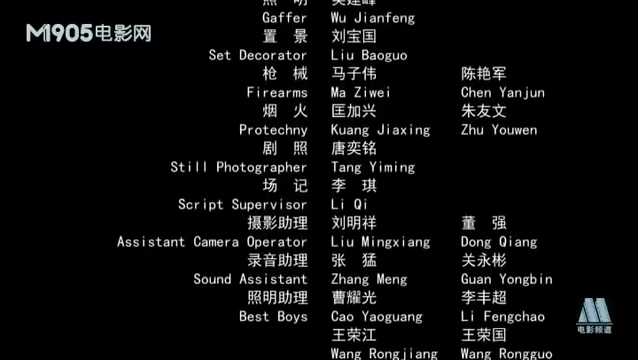 照 明 吴建峰
Gaffer Wu Jianfeng
M1905电影网
置 景 刘宝国
Set Decorator Liu Baoguo
枪 械 马子伟 陈艳军
Firearms Ma Ziwei Chen Yanjun
烟 火 匡加兴 朱友文
Protechny Kuang Jiaxing Zhu Youwen
剧 照 唐奕铭
Still Photographer Tang Yiming
场 记 李 琪
Script Supervisor Li Qi
摄影助理 刘明祥 董 强
Assistant Camera Operator Liu Mingxiang Dong Qiang
录音助理 张 猛 关永彬
Sound Assistant Zhang Meng Guan Yongbin
照明助理 曹耀光 李丰超
Best Boys Cao Yaoguang Li Fengchao
电影频道
王荣江 王荣国
Wang Rongjiang Wang Rongguo